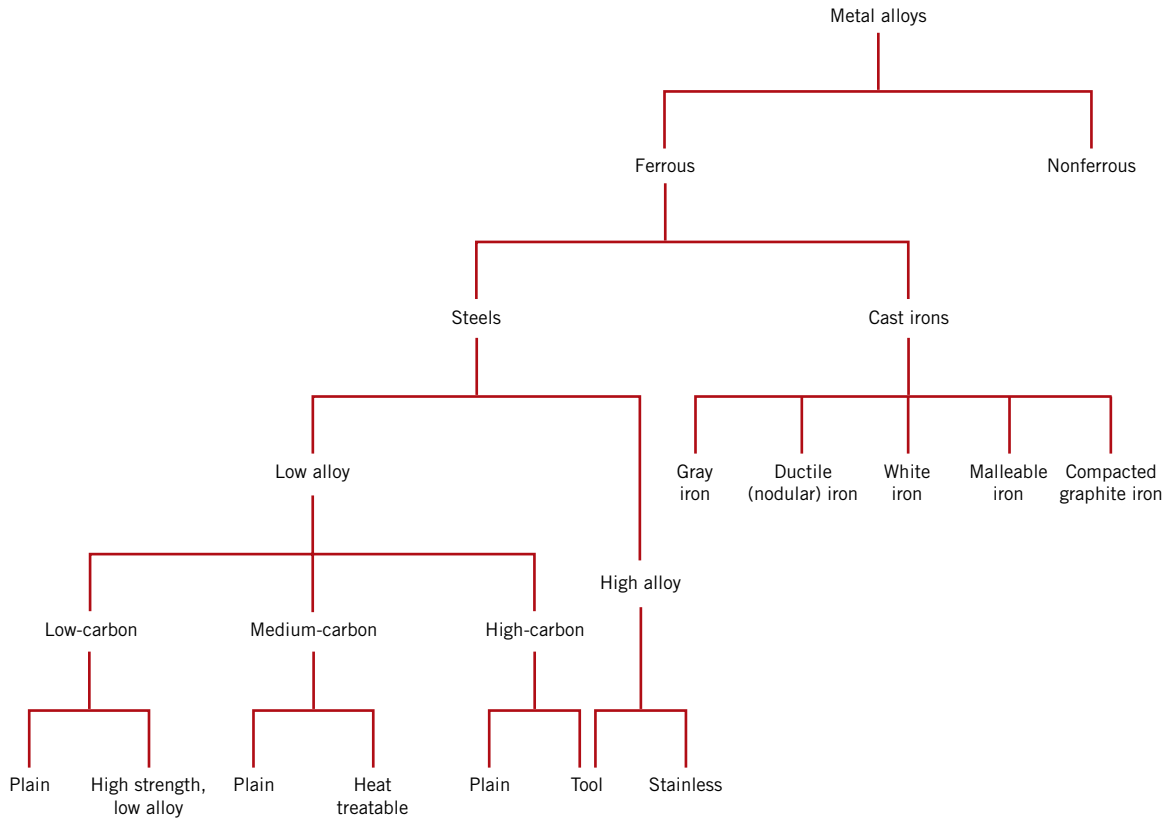 Metal alloys
Ferrous
Nonferrous
Steels
Cast irons
Low alloy
Gray
iron
Ductile
(nodular) iron
White
iron
Malleable
iron
Compacted
graphite iron
High alloy
Low-carbon
Medium-carbon
High-carbon
Plain
High strength,
low alloy
Plain
Heat
treatable
Plain
Tool
Stainless